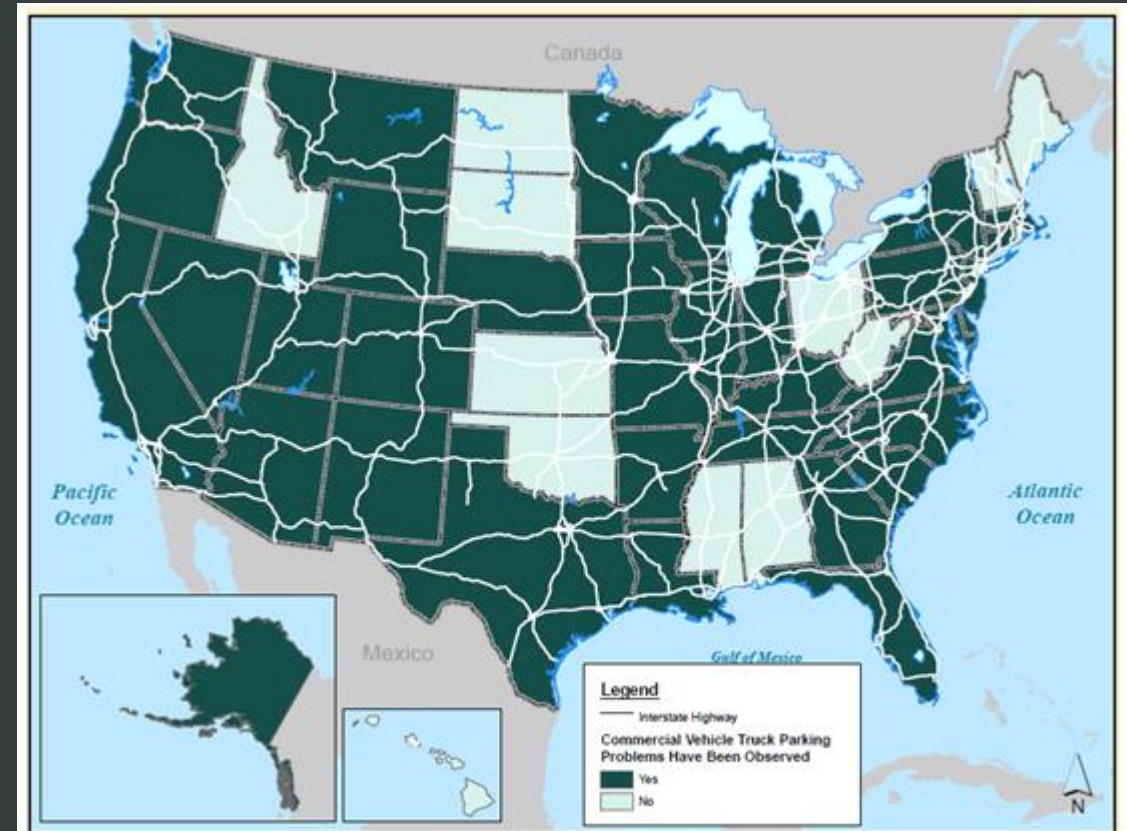 Canada
Pacific
Ocean
Atlantic
Ocean
Mexico
Gulf of Mexico
Legend
Interstate Highway
Commercial Vehicle Truck Parking
Problems Have Been Observed
Yes
No
N